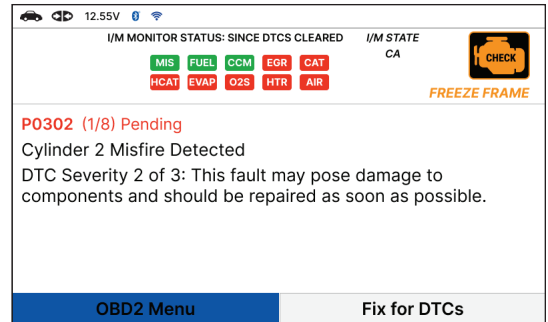 12.55V
I/M MONITOR STATUS: SINCE DTCS CLEARED
I/M STATE
CA
MIS FUEL CCM EGR CAT
HCAT EVAP O2S HTR AIR
CHECK
FREEZE FRAME
P0302 (1/8) Pending
Cylinder 2 Misfire Detected
DTC Severity 2 of 3: This fault may pose damage to
components and should be repaired as soon as possible.
OBD2 Menu
Fix for DTCs